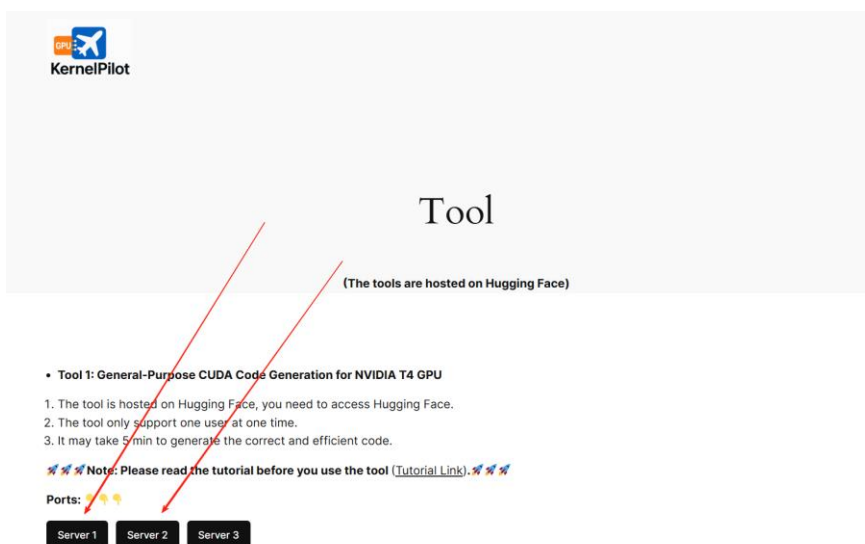 GPU
KernelPilot
Tool
(The tools are hosted on Hugging Face)
• Tool 1: General-Purpose CUDA Code Generation for NVIDIA T4 GPU
1. The tool is hosted on Hugging Face, you need to access Hugging Face.
2. The tool only support one user at one time.
3. It may take 5 min to generate the correct and efficient code.
🚀🚀🚀Note: Please read the tutorial before you use the tool (Tutorial Link).🚀🚀🚀
Ports: 👇👇👇
Server 1 Server 2 Server 3